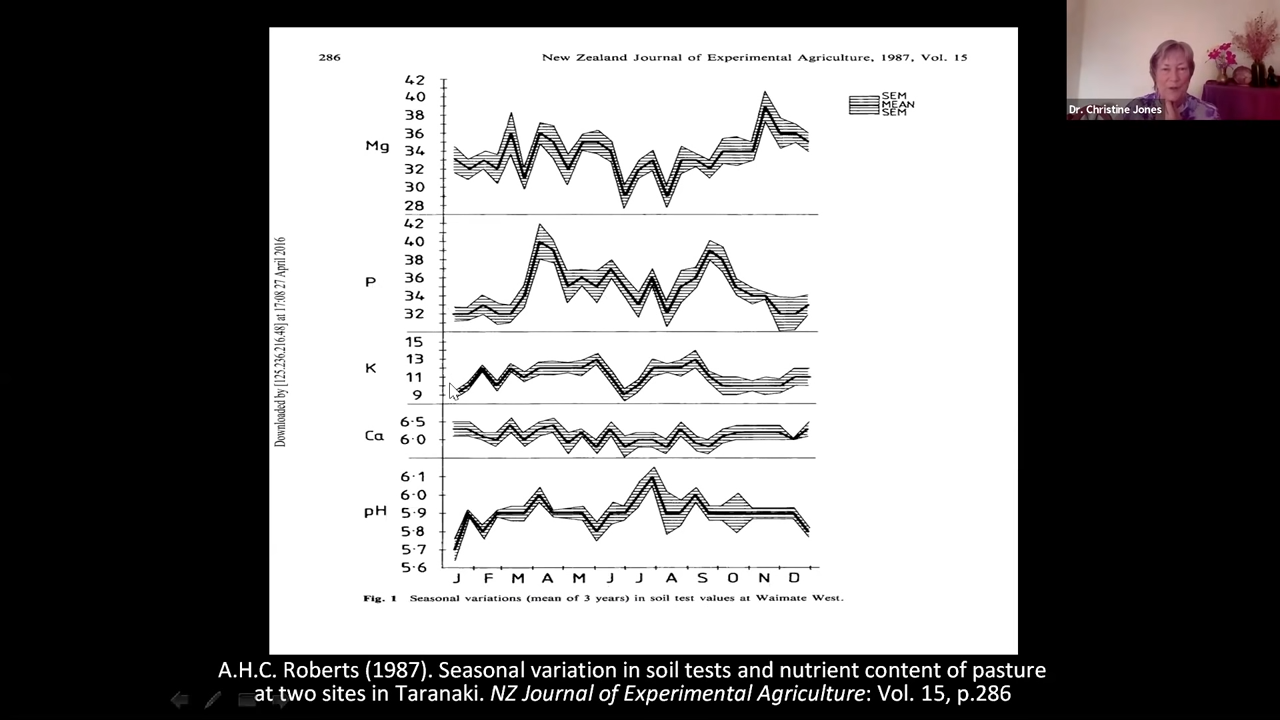 286
New Zealand Journal of Experimental Agriculture, 1987, Vol. 15
Dr. Christine Jones
SEM
MEAN
SEM
Mg
42
40
38
36
34
32
30
28
P
42
40
38
36
34
32
K
15
13
11
9
Ca
6·5
6·0
pH
6·1
6·0
5·9
5·8
5·7
5·6
J F M A M J J A S O N D
Fig. 1 Seasonal variations (mean of 3 years) in soil test values at Waimate West.
Downloaded by [125.236.216.48] at 17:08 27 April 2016
A.H.C. Roberts (1987). Seasonal variation in soil tests and nutrient content of pasture
at two sites in Taranaki. NZ Journal of Experimental Agriculture: Vol. 15, p.286